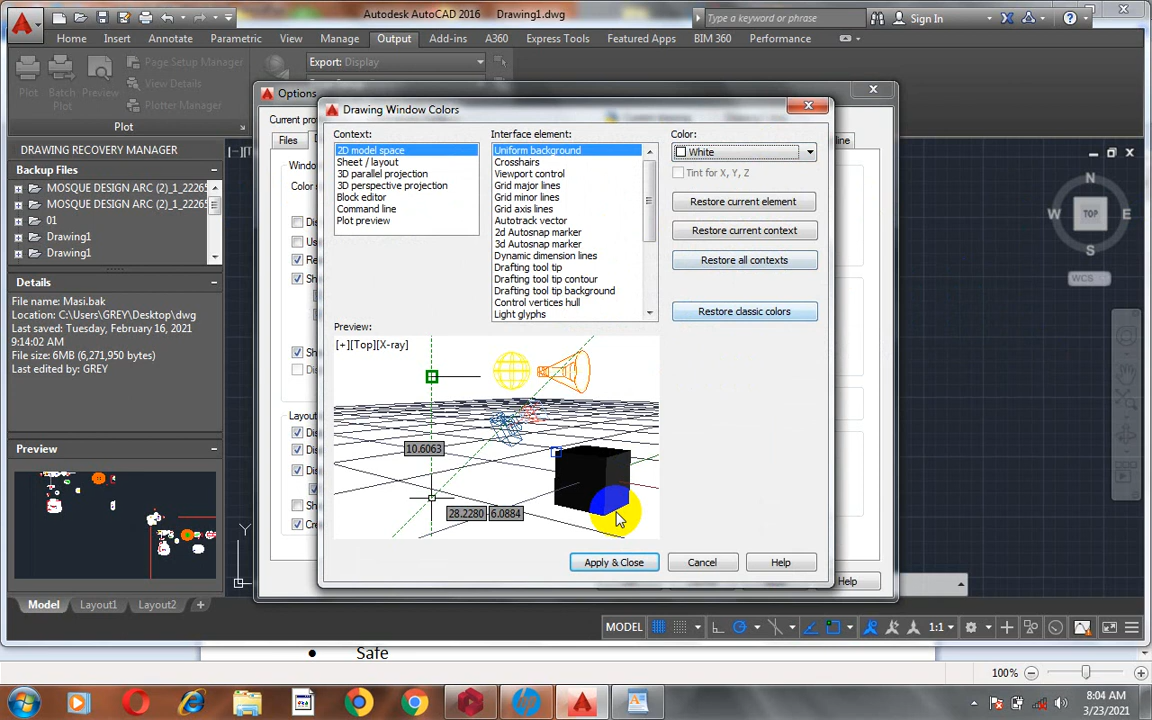 Autodesk AutoCAD 2016 Drawing1.dwg
Type a keyword or phrase
Sign In
Home Insert Annotate Parametric View Manage Output Add-ins A360 Express Tools Featured Apps BIM 360 Performance
Plot
Batch Plot
Preview
Page Setup Manager
View Details
Plotter Manager
Export: Display
Plot
DRAWING RECOVERY MANAGER
Backup Files
MOSQUE DESIGN ARC (2)_1_2226
MOSQUE DESIGN ARC (2)_1_2226
01
Drawing1
Drawing1
Details
File name: Masi.bak
Location: C:\Users\GREY\Desktop\dwg
Last saved: Tuesday, February 16, 2021
9:14:02 AM
File size: 6MB (6,271,950 bytes)
Last edited by: GREY
Preview
Y
Options
Current pro
Files
Windo
Color s
Layout
Help
Drawing Window Colors
Context:
2D model space
Sheet / layout
3D parallel projection
3D perspective projection
Block editor
Command line
Plot preview
Interface element:
Uniform background
Crosshairs
Viewport control
Grid major lines
Grid minor lines
Grid axis lines
Autotrack vector
2d Autosnap marker
3d Autosnap marker
Dynamic dimension lines
Drafting tool tip
Drafting tool tip contour
Drafting tool tip background
Control vertices hull
Light glyphs
Color:
White
Tint for X, Y, Z
Restore current element
Restore current context
Restore all contexts
Restore classic colors
Preview:
[+][Top][X-ray]
10.6063
28.2280 6.0884
Apply & Close
Cancel
Help
N
W TOP E
S
WCS
Model Layout1 Layout2 +
MODEL
1:1
Safe
100%
8:04 AM
3/23/2021